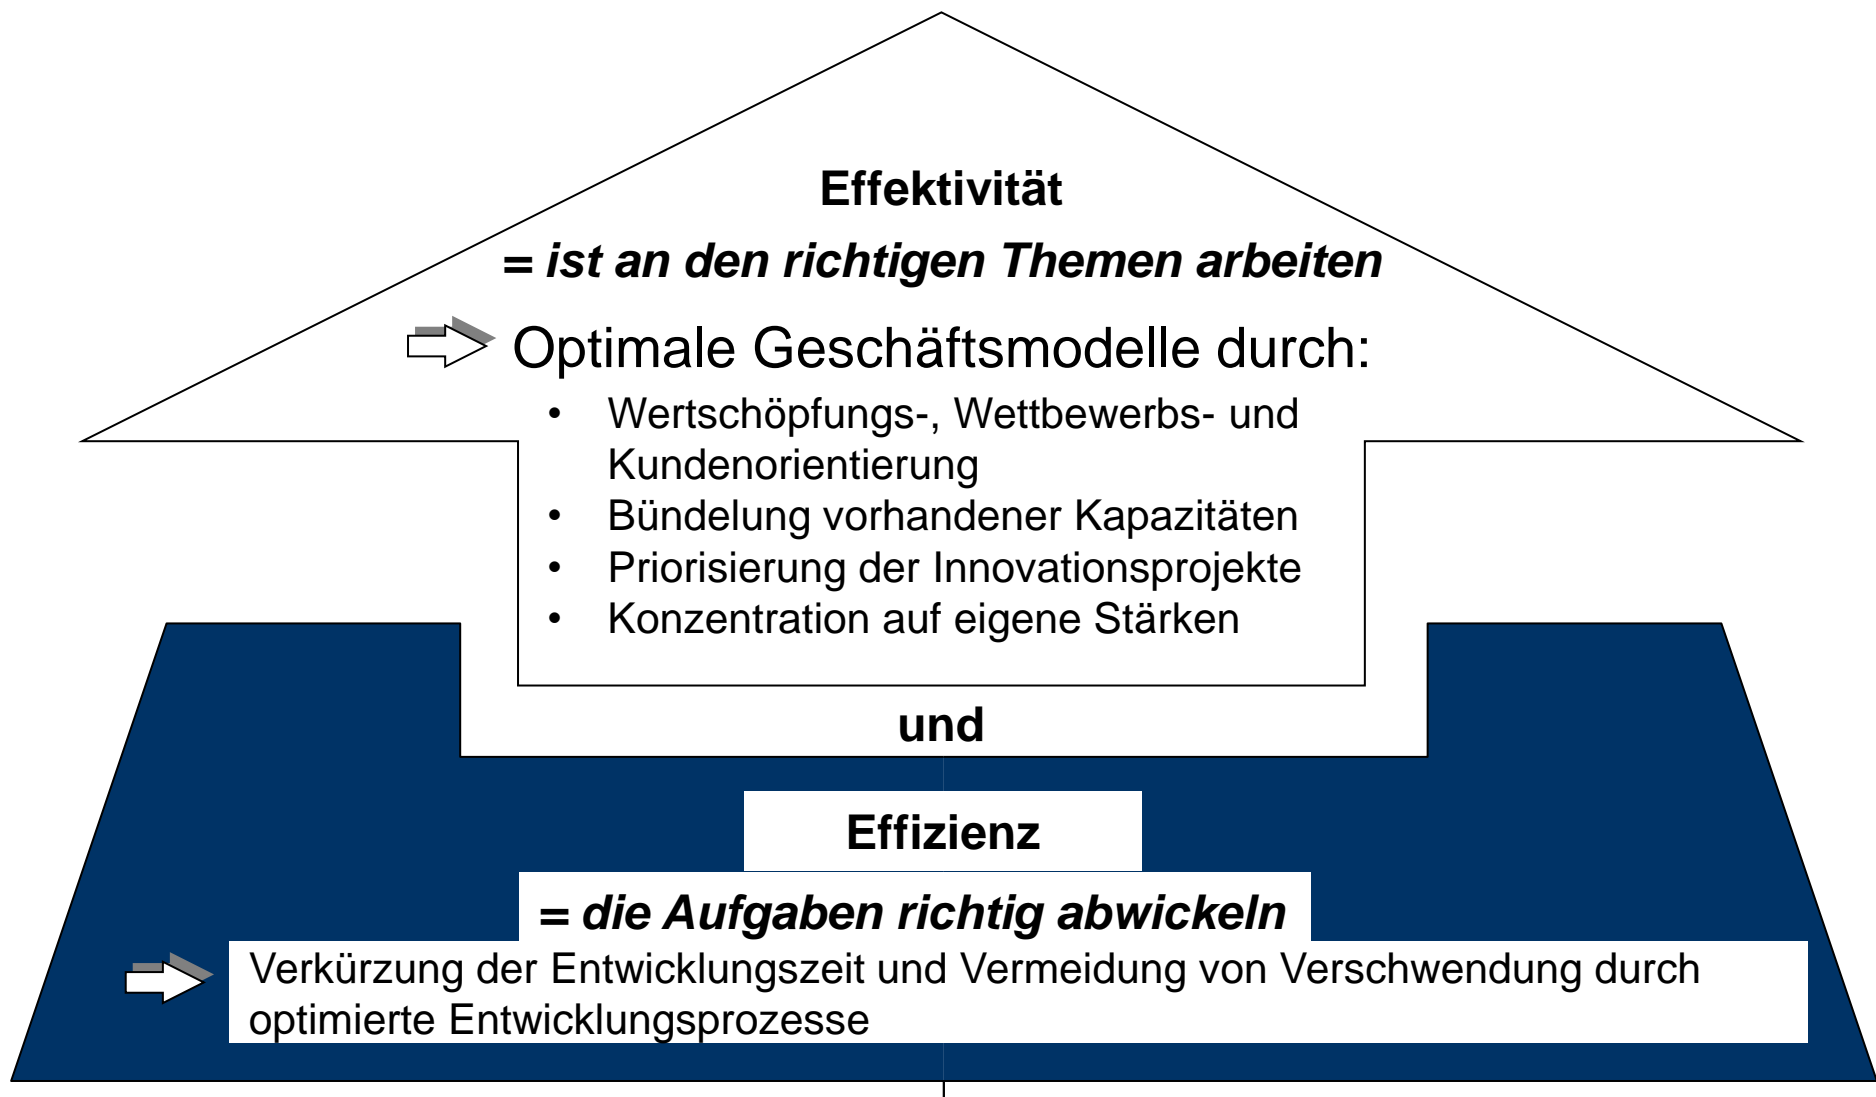 Effektivität
= ist an den richtigen Themen arbeiten
Optimale Geschäftsmodelle durch:
• Wertschöpfungs-, Wettbewerbs- und
Kundenorientierung
• Bündelung vorhandener Kapazitäten
• Priorisierung der Innovationsprojekte
• Konzentration auf eigene Stärken
und
Effizienz
= die Aufgaben richtig abwickeln
Verkürzung der Entwicklungszeit und Vermeidung von Verschwendung durch
optimierte Entwicklungsprozesse